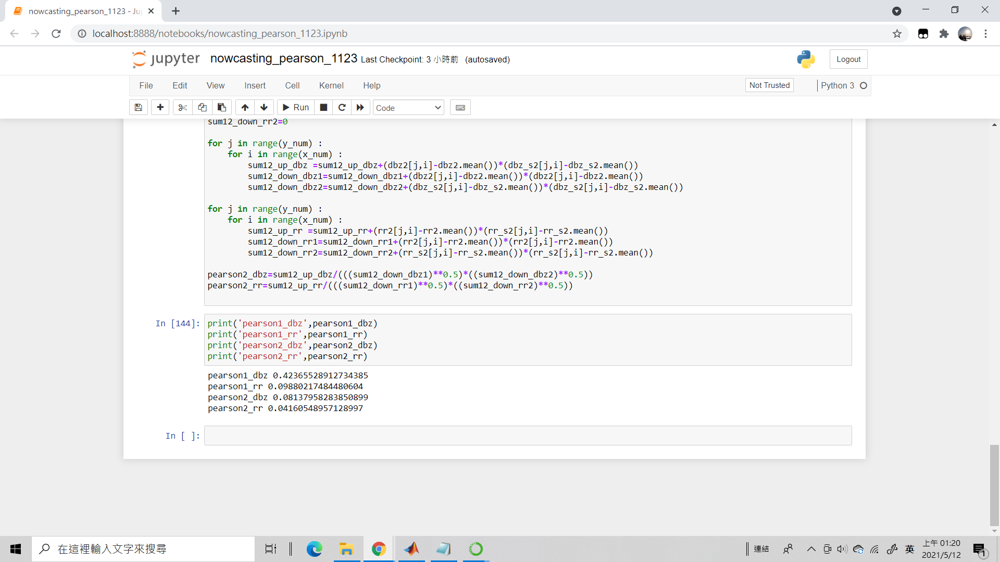 nowcasting_pearson_1123 - Ju
localhost:8888/notebooks/nowcasting_pearson_1123.ipynb
jupyter nowcasting_pearson_1123 Last Checkpoint: 3 小時前 (autosaved)
Logout
File Edit View Insert Cell Kernel Help
Not Trusted
Python 3
Run
Code
sum12_down_rr2=0
for j in range(y_num) :
    for i in range(x_num) :
        sum12_up_dbz =sum12_up_dbz+(dbz2[j,i]-dbz2.mean())*(dbz_s2[j,i]-dbz_s2.mean())
        sum12_down_dbz1=sum12_down_dbz1+(dbz2[j,i]-dbz2.mean())*(dbz2[j,i]-dbz2.mean())
        sum12_down_dbz2=sum12_down_dbz2+(dbz_s2[j,i]-dbz_s2.mean())*(dbz_s2[j,i]-dbz_s2.mean())
for j in range(y_num) :
    for i in range(x_num) :
        sum12_up_rr =sum12_up_rr+(rr2[j,i]-rr2.mean())*(rr_s2[j,i]-rr_s2.mean())
        sum12_down_rr1=sum12_down_rr1+(rr2[j,i]-rr2.mean())*(rr2[j,i]-rr2.mean())
        sum12_down_rr2=sum12_down_rr2+(rr_s2[j,i]-rr_s2.mean())*(rr_s2[j,i]-rr_s2.mean())
pearson2_dbz=sum12_up_dbz/(((sum12_down_dbz1)**0.5)*((sum12_down_dbz2)**0.5))
pearson2_rr=sum12_up_rr/(((sum12_down_rr1)**0.5)*((sum12_down_rr2)**0.5))
In [144]: print('pearson1_dbz',pearson1_dbz)
print('pearson1_rr',pearson1_rr)
print('pearson2_dbz',pearson2_dbz)
print('pearson2_rr',pearson2_rr)
pearson1_dbz 0.42365528912734385
pearson1_rr 0.09880217484480604
pearson2_dbz 0.08137958283850899
pearson2_rr 0.04160548957128997
In [ ]:
在這裡輸入文字來搜尋
連結
英
上午 01:20
2021/5/12
1